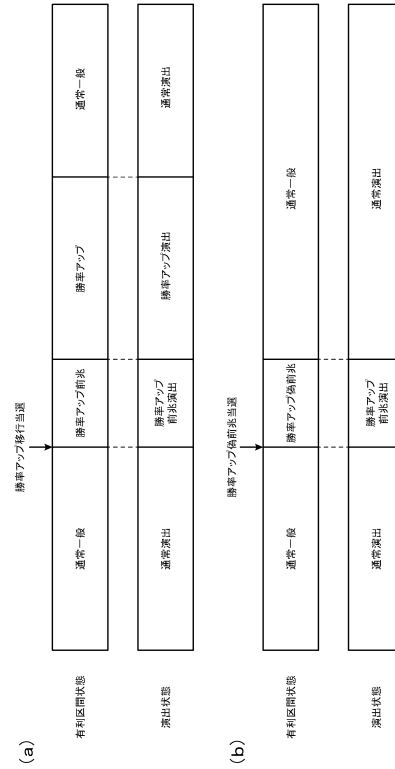 (a)
勝率アップ移行当選
有利区間状態
通常一般
勝率アップ前兆
勝率アップ
通常一般
演出状態
通常演出
勝率アップ
前兆演出
勝率アップ演出
通常演出
(b)
勝率アップ偽前兆当選
有利区間状態
通常一般
勝率アップ偽前兆
通常一般
演出状態
通常演出
勝率アップ
前兆演出
通常演出